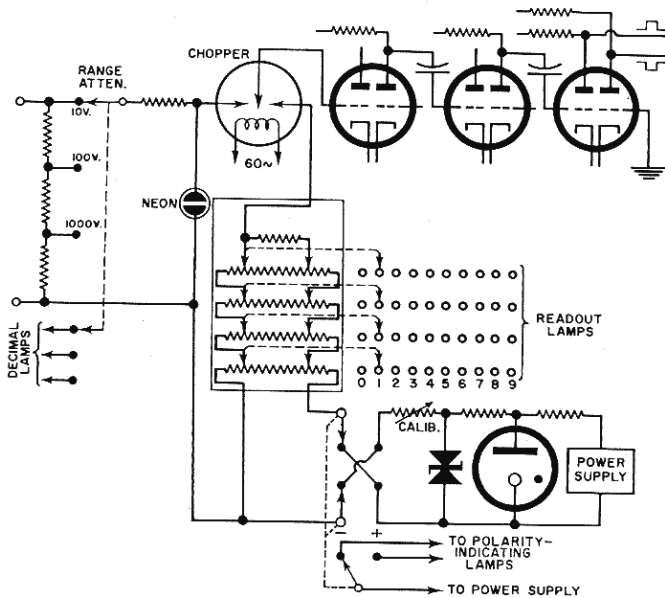 CHOPPER
RANGE
ATTEN.
10V.
100V.
1000V.
60~
NEON
DECIMAL
LAMPS
READOUT
LAMPS
0 1 2 3 4 5 6 7 8 9
CALIB.
POWER
SUPPLY
– +
TO POLARITY-
INDICATING
LAMPS
TO POWER SUPPLY